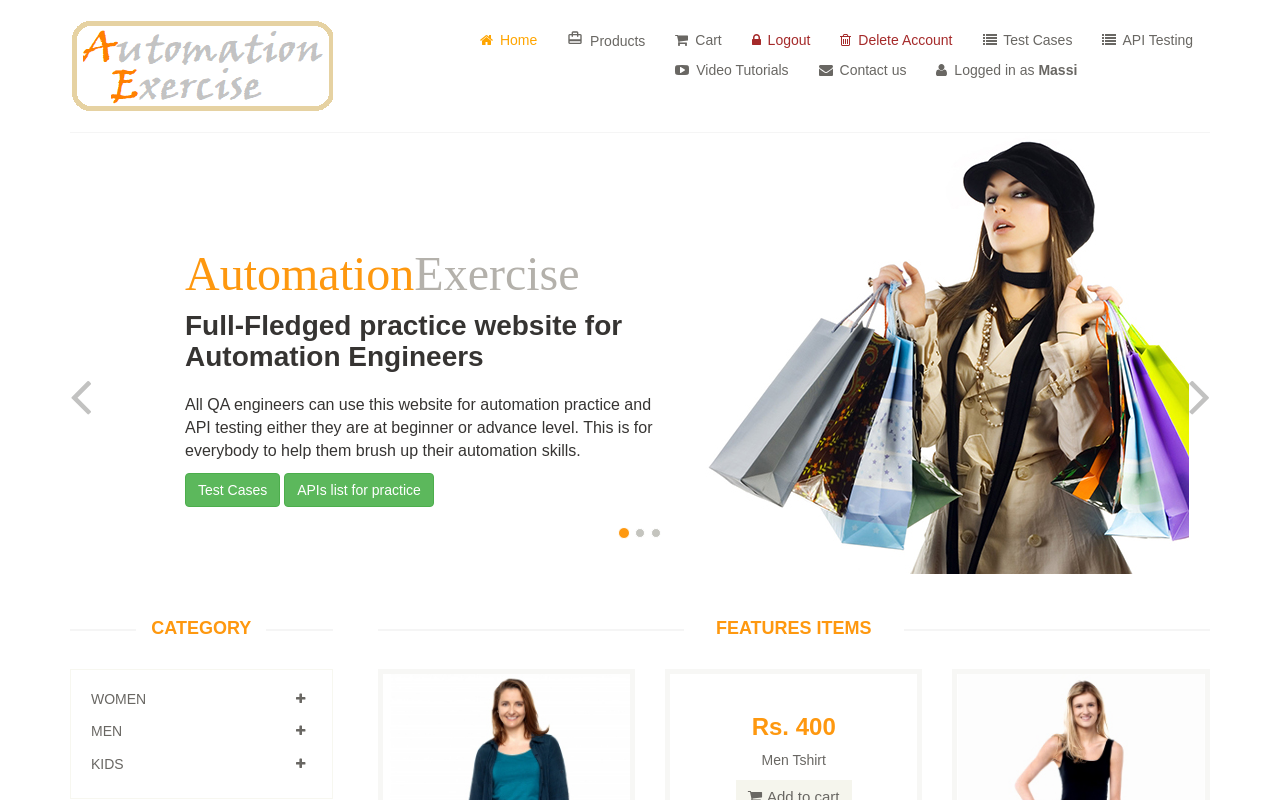 Automation
Exercise
Home
Products
Cart
Logout
Delete Account
Test Cases
API Testing
Video Tutorials
Contact us
Logged in as Massi
AutomationExercise
Full-Fledged practice website for
Automation Engineers
All QA engineers can use this website for automation practice and
API testing either they are at beginner or advance level. This is for
everybody to help them brush up their automation skills.
Test Cases
APIs list for practice
CATEGORY
WOMEN
MEN
KIDS
FEATURES ITEMS
Rs. 400
Men Tshirt
Add to cart